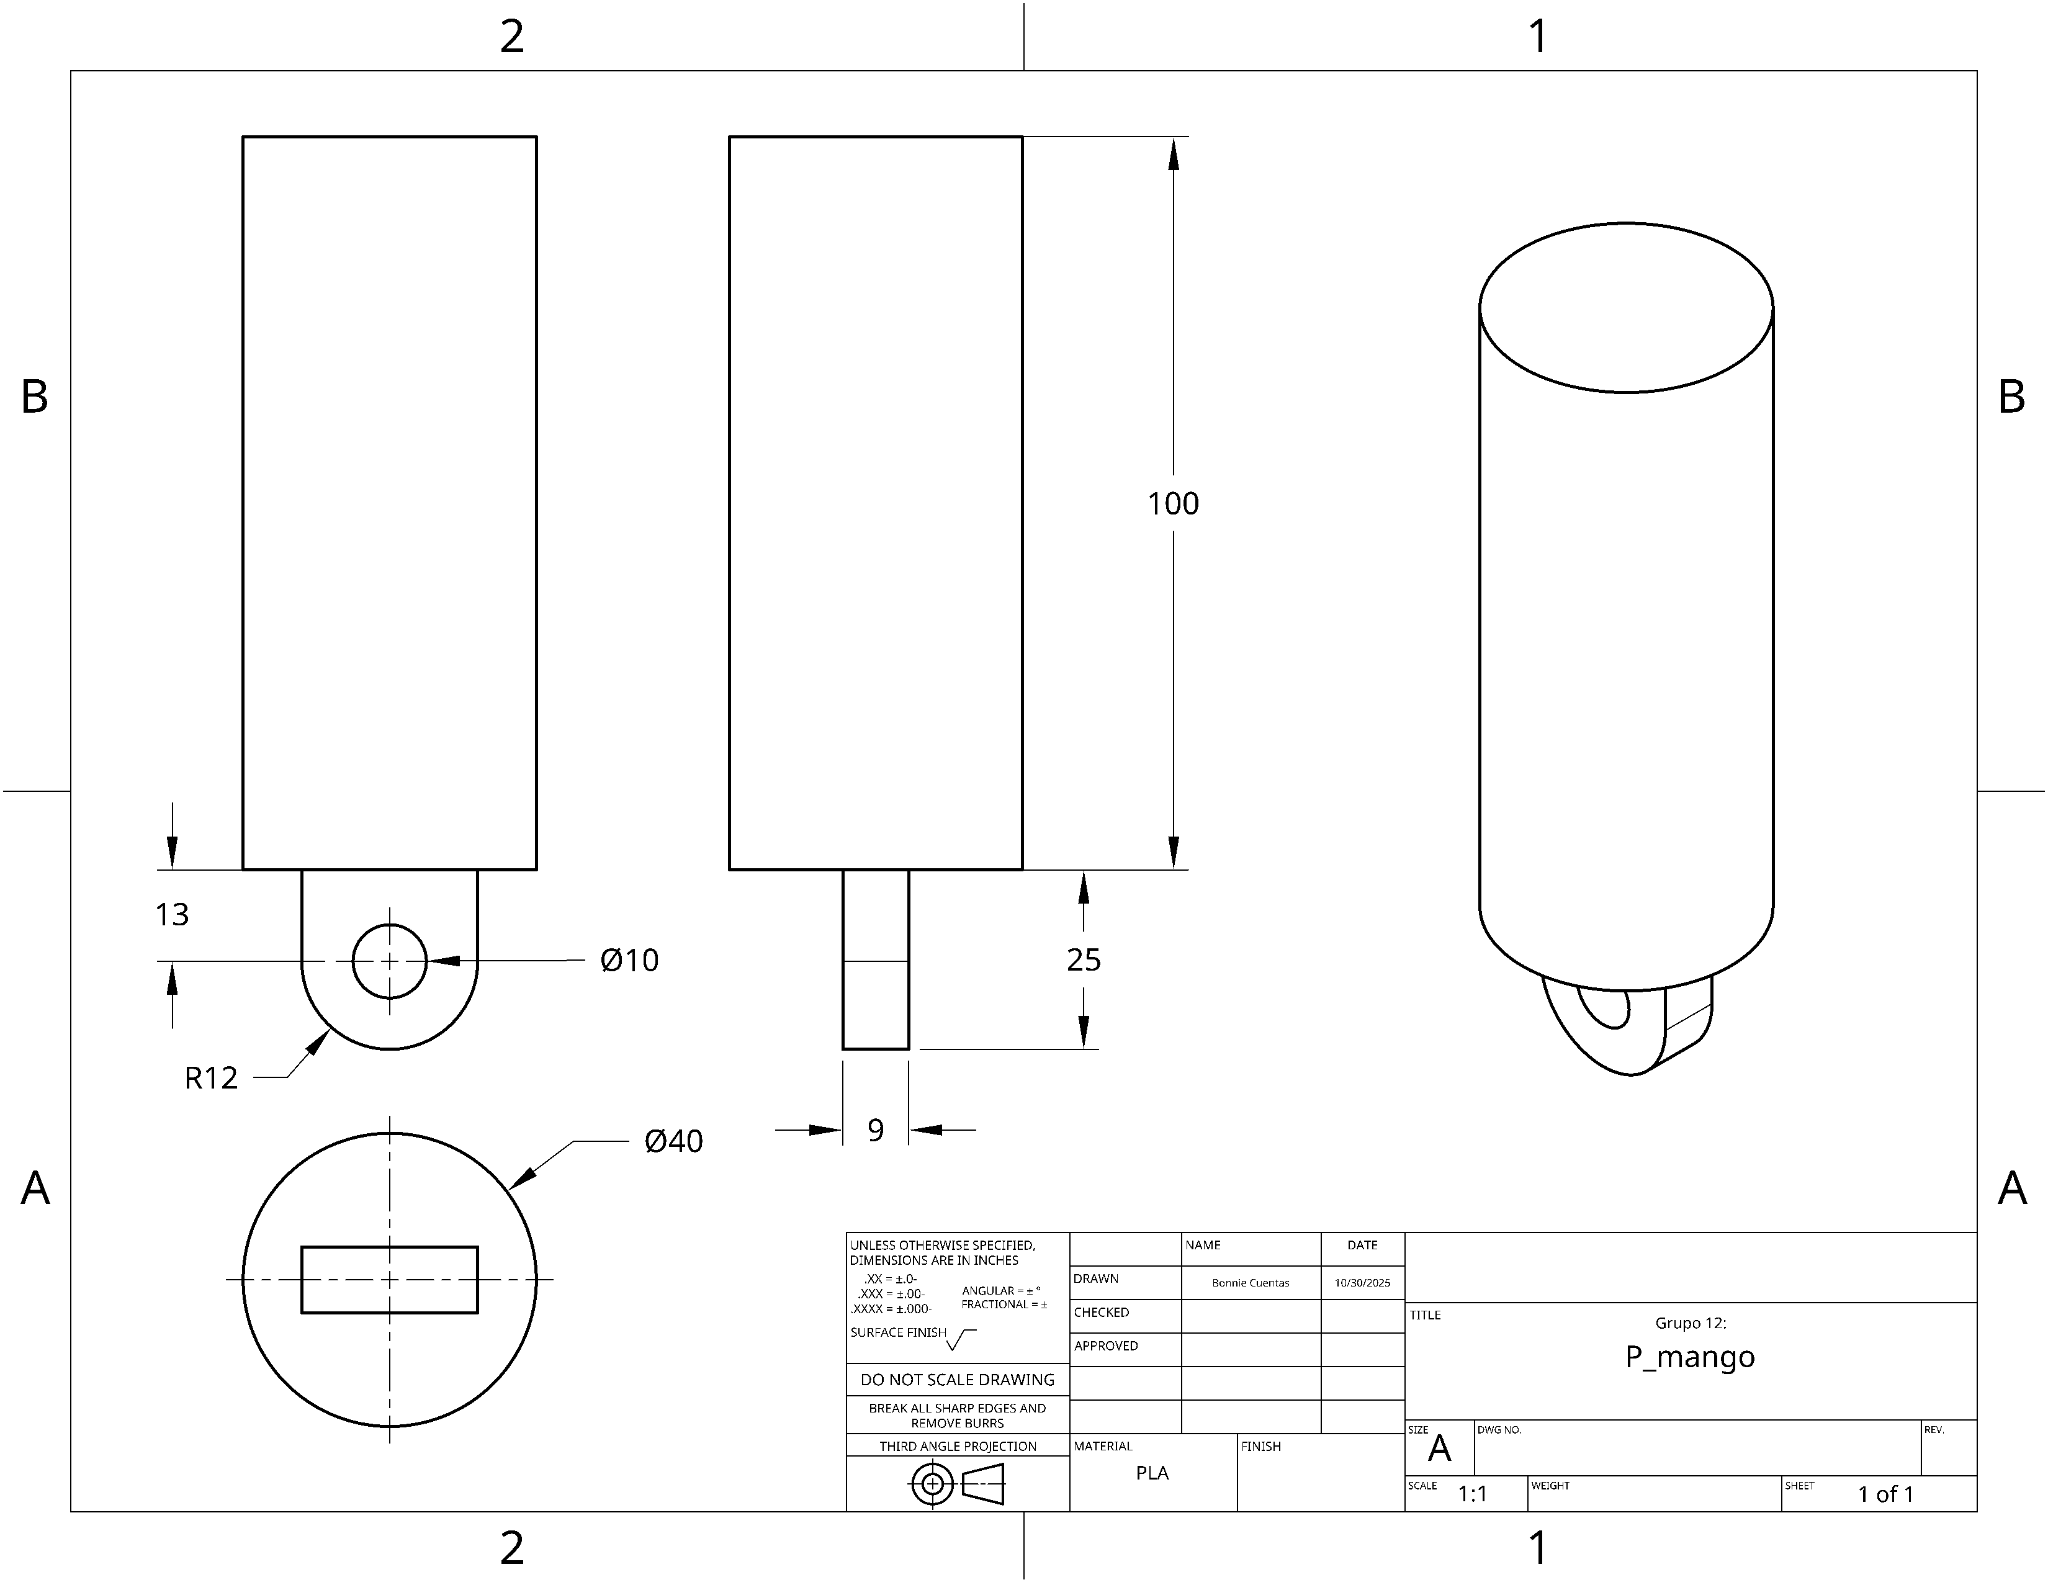 2
1
B
B
100
13
Ø10
25
R12
9
Ø40
A
A
UNLESS OTHERWISE SPECIFIED,
DIMENSIONS ARE IN INCHES
.XX = ±.0-
.XXX = ±.00-
.XXXX = ±.000-
ANGULAR = ± °
FRACTIONAL = ±
SURFACE FINISH
DO NOT SCALE DRAWING
BREAK ALL SHARP EDGES AND
REMOVE BURRS
THIRD ANGLE PROJECTION
NAME
DATE
DRAWN
Bonnie Cuentas
10/30/2025
CHECKED
APPROVED
MATERIAL
PLA
FINISH
TITLE
Grupo 12:
P_mango
SIZE
A
DWG NO.
REV.
SCALE
1:1
WEIGHT
SHEET
1 of 1
2
1